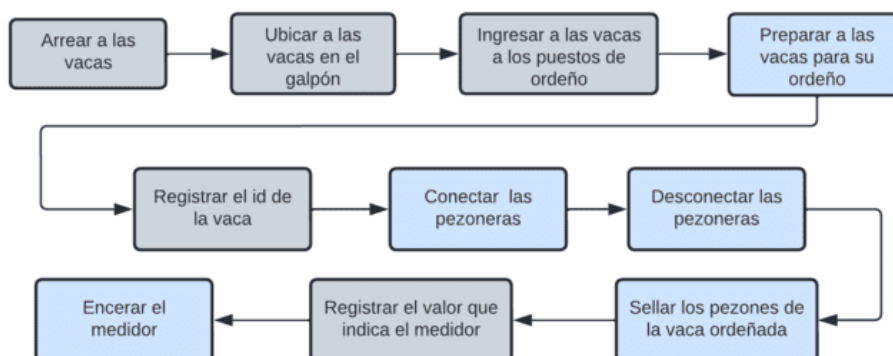 Arrear a las
vacas
Ubicar a las
vacas en el
galpón
Ingresar a las vacas
a los puestos de
ordeño
Preparar a las
vacas para su
ordeño
Registrar el id de
la vaca
Conectar las
pezoneras
Desconectar las
pezoneras
Sellar los pezones de
la vaca ordeñada
Registrar el valor que
indica el medidor
Encerar el
medidor